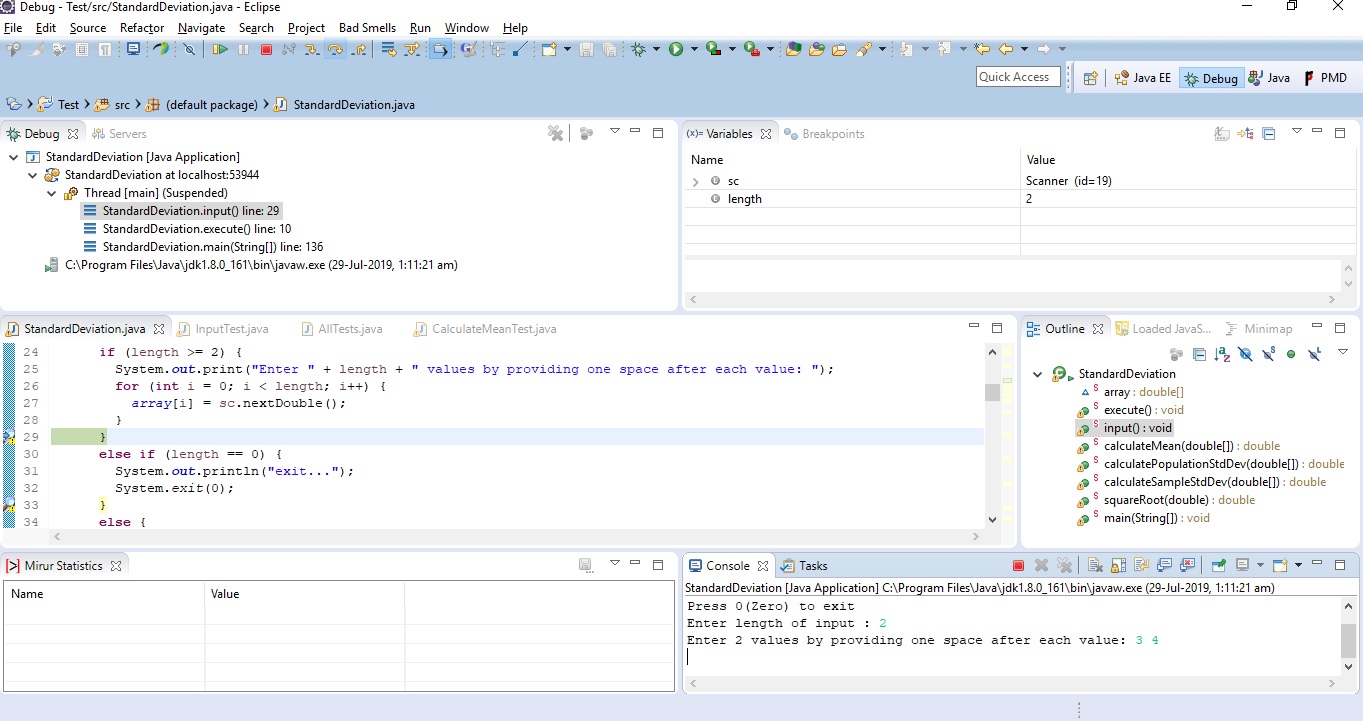 Debug - Test/src/StandardDeviation.java - Eclipse
File Edit Source Refactor Navigate Search Project Bad Smells Run Window Help
Quick Access Java EE Debug Java PMD
Test src (default package) StandardDeviation.java
Debug Servers
StandardDeviation [Java Application]
StandardDeviation at localhost:53944
Thread [main] (Suspended)
StandardDeviation.input() line: 29
StandardDeviation.execute() line: 10
StandardDeviation.main(String[]) line: 136
C:\Program Files\Java\jdk1.8.0_161\bin\javaw.exe (29-Jul-2019, 1:11:21 am)
(x)= Variables Breakpoints
Name Value
sc Scanner (id=19)
length 2
StandardDeviation.java InputTest.java AllTests.java CalculateMeanTest.java
24 if (length >= 2) {
25 System.out.print("Enter " + length + " values by providing one space after each value: ");
26 for (int i = 0; i < length; i++) {
27 array[i] = sc.nextDouble();
28 }
29 }
30 else if (length == 0) {
31 System.out.println("exit...");
32 System.exit(0);
33 }
34 else {
Outline Loaded JavaS... Minimap
StandardDeviation
array : double[]
execute() : void
input() : void
calculateMean(double[]) : double
calculatePopulationStdDev(double[]) : double
calculateSampleStdDev(double[]) : double
squareRoot(double) : double
main(String[]) : void
Mirur Statistics
Name Value
Console Tasks
StandardDeviation [Java Application] C:\Program Files\Java\jdk1.8.0_161\bin\javaw.exe (29-Jul-2019, 1:11:21 am)
Press 0(Zero) to exit
Enter length of input : 2
Enter 2 values by providing one space after each value: 3 4